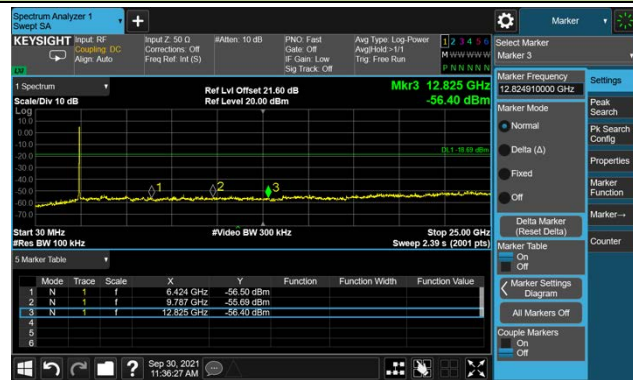 Spectrum Analyzer 1
Swept SA
Marker
KEYSIGHT
Input: RF
Coupling: DC
Align: Auto
Input Z: 50 Ω
Corrections: Off
Freq Ref: Int (S)
#Atten: 10 dB
PNO: Fast
Gate: Off
IF Gain: Low
Sig Track: Off
Avg Type: Log-Power
Avg|Hold:>1/1
Trig: Free Run
1 2 3 4 5 6
M W W W W W
P N N N N N
LV
1 Spectrum
Scale/Div 10 dB
Ref Lvl Offset 21.60 dB
Ref Level 20.00 dBm
Mkr3 12.825 GHz
-56.40 dBm
Log
10.0
0.00
-10.0
-20.0
-30.0
-40.0
-50.0
-60.0
-70.0
DL1 -18.69 dBm
1
2
3
Start 30 MHz
#Res BW 100 kHz
#Video BW 300 kHz
Stop 25.00 GHz
Sweep 2.39 s (2001 pts)
5 Marker Table
Mode Trace Scale X Y Function Function Width Function Value
1 N 1 f 6.424 GHz -56.50 dBm
2 N 1 f 9.787 GHz -55.69 dBm
3 N 1 f 12.825 GHz -56.40 dBm
4
5
6
Sep 30, 2021
11:36:27 AM
Select Marker
Marker 3
Marker Frequency
12.824910000 GHz
Marker Mode
Normal
Delta (Δ)
Fixed
Off
Delta Marker
(Reset Delta)
Marker Table
On
Off
Marker Settings
Diagram
All Markers Off
Couple Markers
On
Off
Settings
Peak
Search
Pk Search
Config
Properties
Marker
Function
Marker→
Counter